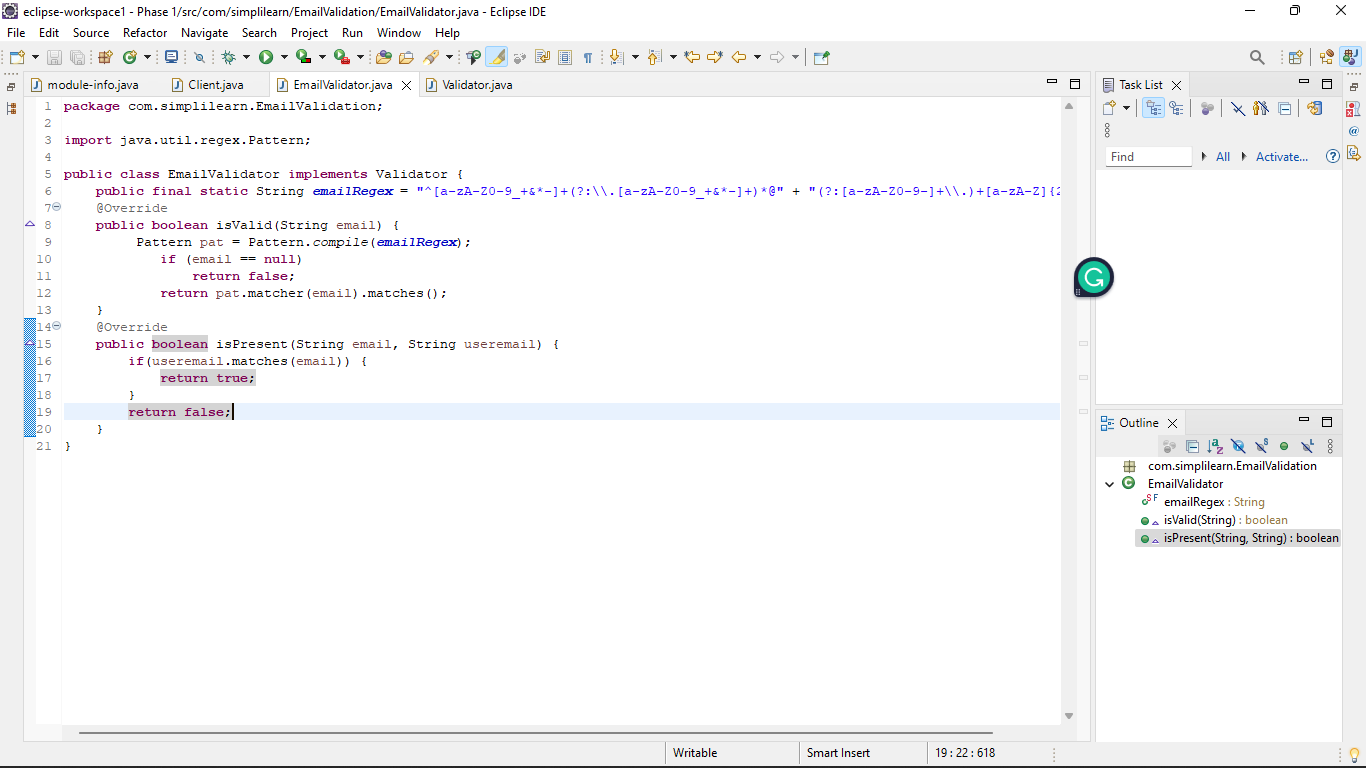 eclipse-workspace1 - Phase 1/src/com/simplilearn/EmailValidation/EmailValidator.java - Eclipse IDE
File Edit Source Refactor Navigate Search Project Run Window Help
module-info.java Client.java EmailValidator.java Validator.java
1 package com.simplilearn.EmailValidation;
2
3 import java.util.regex.Pattern;
4
5 public class EmailValidator implements Validator {
6 public final static String emailRegex = "^[a-zA-Z0-9_+&*-]+(?:\\.[a-zA-Z0-9_+&*-]+)*@" + "(?:[a-zA-Z0-9-]+\\.)+[a-zA-Z]{2
7 @Override
8 public boolean isValid(String email) {
9 Pattern pat = Pattern.compile(emailRegex);
10 if (email == null)
11 return false;
12 return pat.matcher(email).matches();
13 }
14 @Override
15 public boolean isPresent(String email, String useremail) {
16 if(useremail.matches(email)) {
17 return true;
18 }
19 return false;
20 }
21 }
Task List
Find All Activate...
Outline
com.simplilearn.EmailValidation
EmailValidator
emailRegex : String
isValid(String) : boolean
isPresent(String, String) : boolean
Writable Smart Insert 19 : 22 : 618